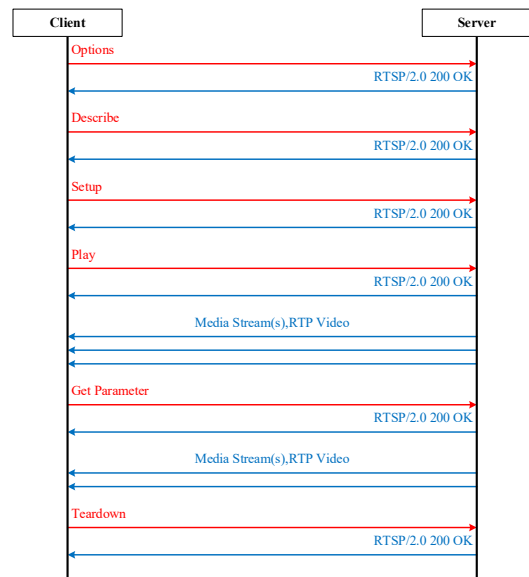 Client
Server
Options
RTSP/2.0 200 OK
Describe
RTSP/2.0 200 OK
Setup
RTSP/2.0 200 OK
Play
RTSP/2.0 200 OK
Media Stream(s),RTP Video
Get Parameter
RTSP/2.0 200 OK
Media Stream(s),RTP Video
Teardown
RTSP/2.0 200 OK